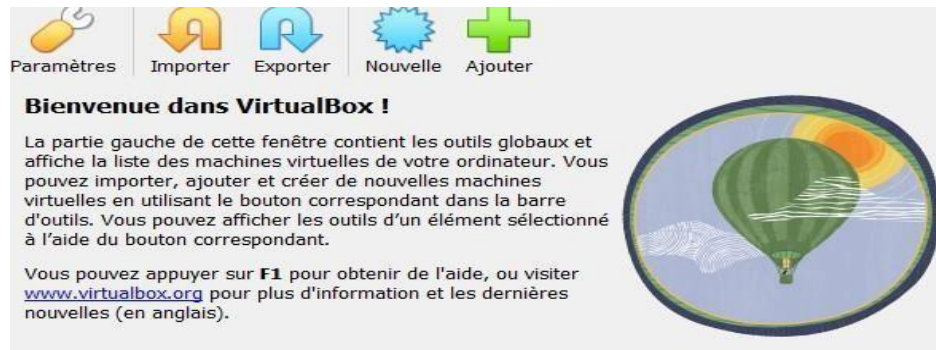 Paramètres Importer Exporter Nouvelle Ajouter
Bienvenue dans VirtualBox !
La partie gauche de cette fenêtre contient les outils globaux et
affiche la liste des machines virtuelles de votre ordinateur. Vous
pouvez importer, ajouter et créer de nouvelles machines
virtuelles en utilisant le bouton correspondant dans la barre
d'outils. Vous pouvez afficher les outils d’un élément sélectionné
à l’aide du bouton correspondant.
Vous pouvez appuyer sur F1 pour obtenir de l'aide, ou visiter
www.virtualbox.org pour plus d'information et les dernières
nouvelles (en anglais).